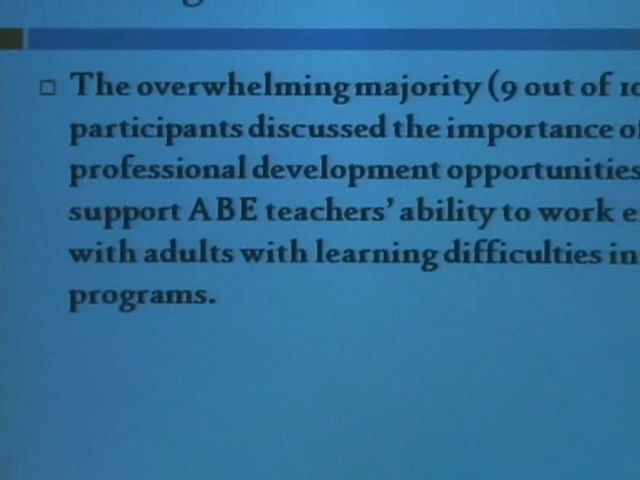 The overwhelming majority (9 out of 10
participants discussed the importance of
professional development opportunities
support ABE teachers' ability to work
with adults with learning difficulties in
programs.